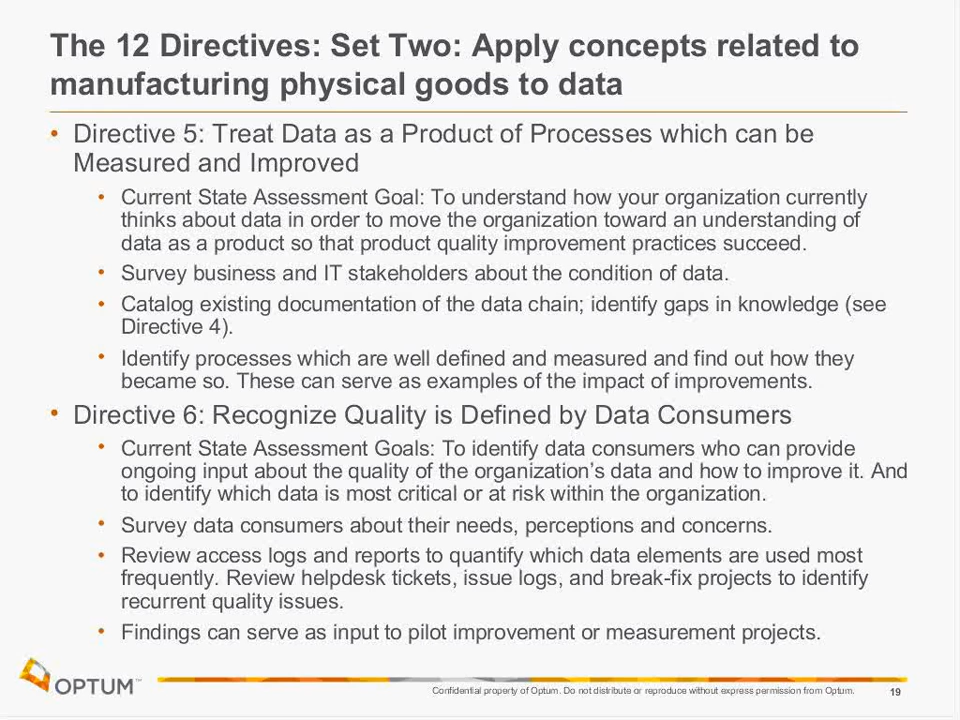 The 12 Directives: Set Two: Apply concepts related to
manufacturing physical goods to data
• Directive 5: Treat Data as a Product of Processes which can be
Measured and Improved
• Current State Assessment Goal: To understand how your organization currently
thinks about data in order to move the organization toward an understanding of
data as a product so that product quality improvement practices succeed.
• Survey business and IT stakeholders about the condition of data.
• Catalog existing documentation of the data chain; identify gaps in knowledge (see
Directive 4).
• Identify processes which are well defined and measured and find out how they
became so. These can serve as examples of the impact of improvements.
• Directive 6: Recognize Quality is Defined by Data Consumers
• Current State Assessment Goals: To identify data consumers who can provide
ongoing input about the quality of the organization’s data and how to improve it. And
to identify which data is most critical or at risk within the organization.
• Survey data consumers about their needs, perceptions and concerns.
• Review access logs and reports to quantify which data elements are used most
frequently. Review helpdesk tickets, issue logs, and break-fix projects to identify
recurrent quality issues.
• Findings can serve as input to pilot improvement or measurement projects.
OPTUM™
Confidential property of Optum. Do not distribute or reproduce without express permission from Optum.
19